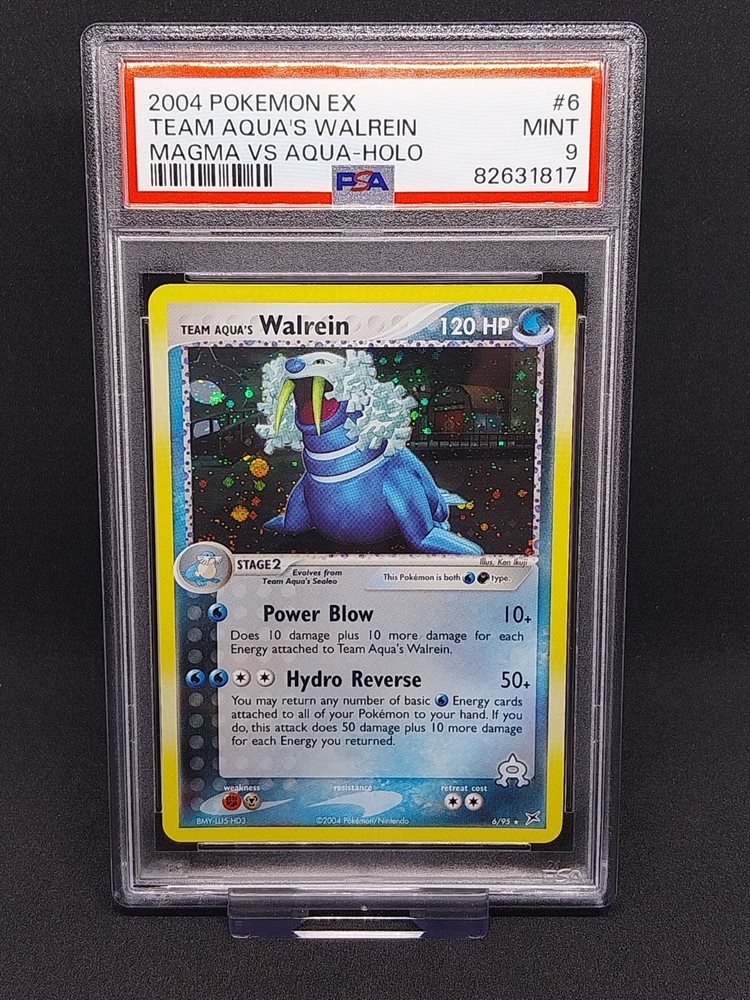 2004 POKEMON EX #6
TEAM AQUA'S WALREIN MINT
MAGMA VS AQUA-HOLO 9
PSA 82631817
TEAM AQUA'S Walrein 120 HP
Illus. Ken Ikuji
STAGE2
Evolves from
Team Aqua's Sealeo
This Pokémon is both type.
Power Blow 10+
Does 10 damage plus 10 more damage for each
Energy attached to Team Aqua's Walrein.
Hydro Reverse 50+
You may return any number of basic Energy cards
attached to all of your Pokémon to your hand. If you
do, this attack does 50 damage plus 10 more damage
for each Energy you returned.
weakness resistance retreat cost
BMY-LU5-HD3 ©2004 Pokémon/Nintendo 6/95 ★
PSA